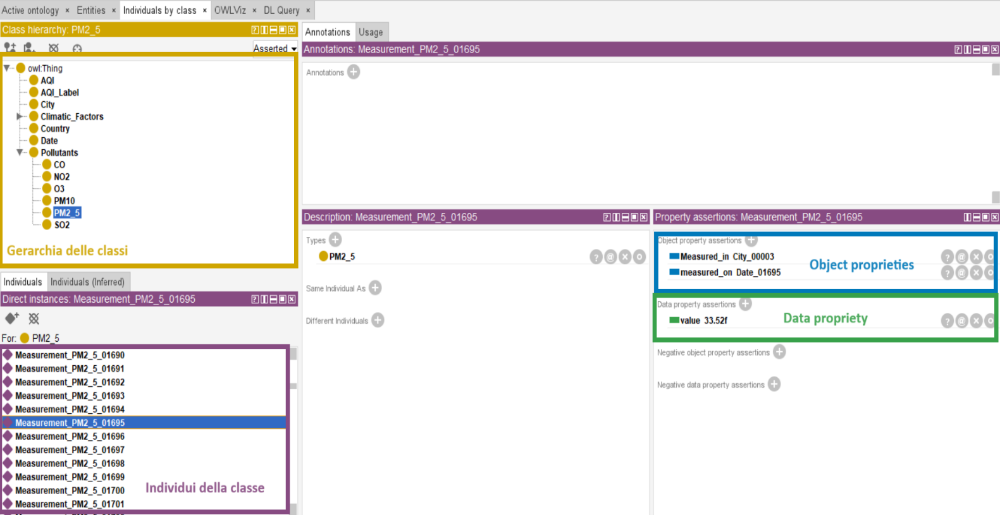 Active ontology × Entities × Individuals by class × OWLViz × DL Query ×
Class hierarchy: PM2_5
Asserted
owl:Thing
AQI
AQI_Label
City
Climatic_Factors
Country
Date
Pollutants
CO
NO2
O3
PM10
PM2_5
SO2
Gerarchia delle classi
Individuals Individuals (Inferred)
Direct instances: Measurement_PM2_5_01695
For: PM2_5
Measurement_PM2_5_01690
Measurement_PM2_5_01691
Measurement_PM2_5_01692
Measurement_PM2_5_01693
Measurement_PM2_5_01694
Measurement_PM2_5_01695
Measurement_PM2_5_01696
Measurement_PM2_5_01697
Measurement_PM2_5_01698
Measurement_PM2_5_01699
Measurement_PM2_5_01700
Measurement_PM2_5_01701
Individui della classe
Annotations Usage
Annotations: Measurement_PM2_5_01695
Annotations
Description: Measurement_PM2_5_01695
Types
PM2_5
Same Individual As
Different Individuals
Property assertions: Measurement_PM2_5_01695
Object property assertions
Measured_in City_00003
measured_on Date_01695
Object proprieties
Data property assertions
value 33.52f
Data propriety
Negative object property assertions
Negative data property assertions